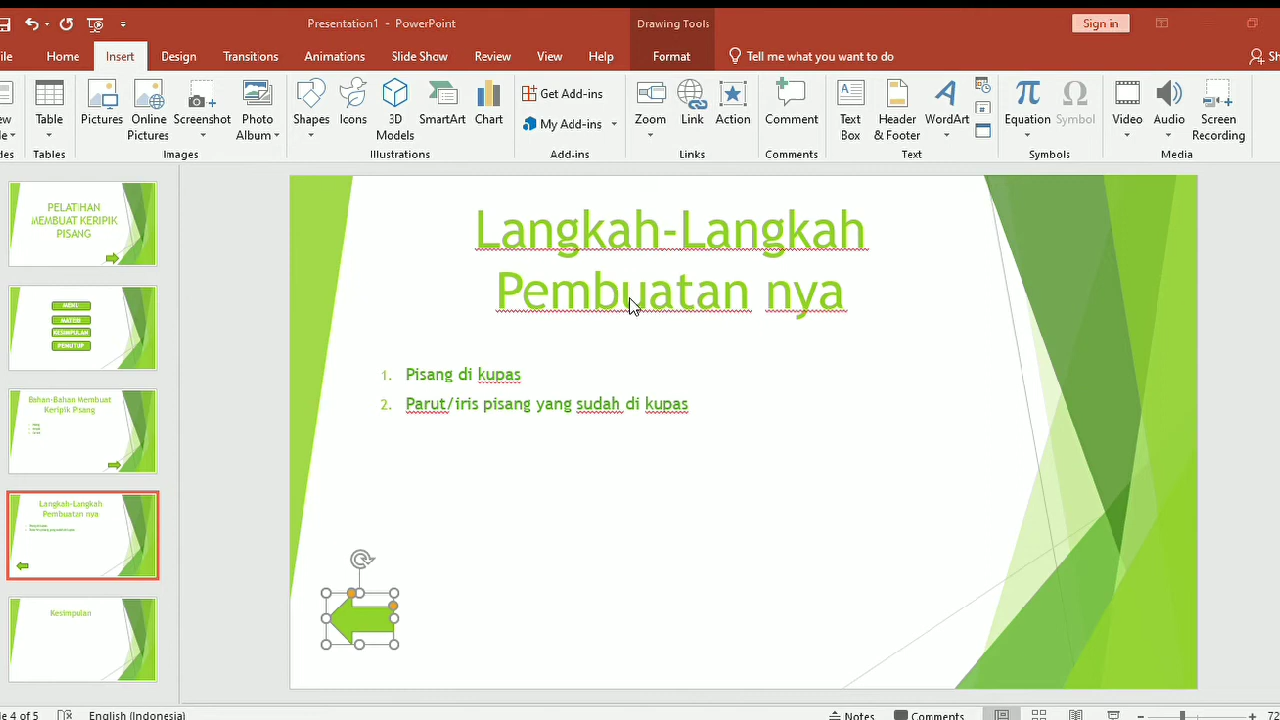 Presentation1 - PowerPoint
Drawing Tools
Sign in
Home
Insert
Design
Transitions
Animations
Slide Show
Review
View
Help
Format
Tell me what you want to do
Table
Pictures
Online Pictures
Screenshot
Photo Album
Shapes
Icons
3D Models
SmartArt
Chart
Get Add-ins
My Add-ins
Zoom
Link
Action
Comment
Text Box
Header & Footer
WordArt
Equation
Symbol
Video
Audio
Screen Recording
Tables
Images
Illustrations
Add-ins
Links
Comments
Text
Symbols
Media
PELATIHAN
MEMBUAT KERIPIK
PISANG
MENU
MATERI
KESIMPULAN
PENUTUP
Bahan-Bahan Membuat
Keripik Pisang
Langkah-Langkah
Pembuatan nya
Kesimpulan
Langkah-Langkah
Pembuatan nya
1. Pisang di kupas
2. Parut/iris pisang yang sudah di kupas
4 of 5
English (Indonesia)
Notes
Comments